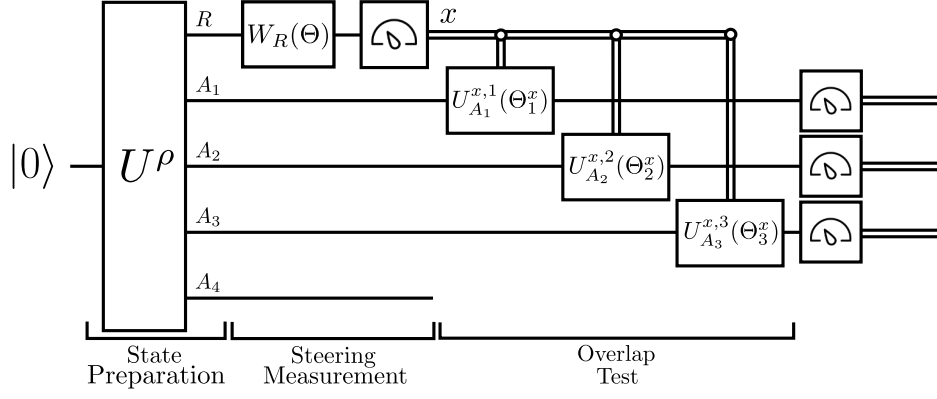 |0⟩
U^ρ
R
W_R(Θ)
x
A_1
U^{x,1}_{A_1}(Θ^x_1)
A_2
U^{x,2}_{A_2}(Θ^x_2)
A_3
U^{x,3}_{A_3}(Θ^x_3)
A_4
State
Preparation
Steering
Measurement
Overlap
Test